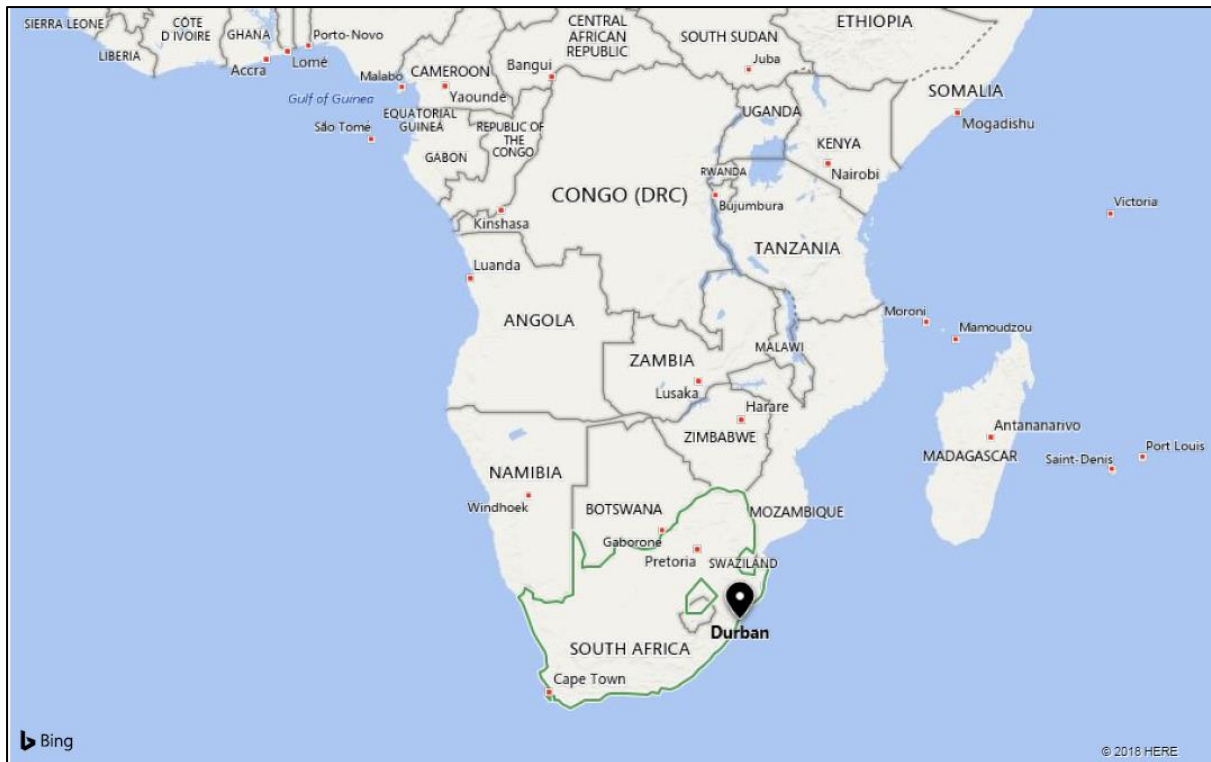 SIERRA LEONE
LIBERIA
CÔTE
D'IVOIRE
GHANA
Accra
Lomé
Porto-Novo
Malabo
Gulf of Guinea
São Tomé
CAMEROON
Yaoundé
EQUATORIAL
GUINEA
GABON
REPUBLIC OF
THE
CONGO
CENTRAL
AFRICAN
REPUBLIC
Bangui
SOUTH SUDAN
Juba
ETHIOPIA
SOMALIA
Mogadishu
UGANDA
KENYA
Nairobi
RWANDA
Bujumbura
CONGO (DRC)
Kinshasa
TANZANIA
Victoria
Luanda
ANGOLA
ZAMBIA
Lusaka
MALAWI
Moroni
Mamoudzou
Harare
ZIMBABWE
Antananarivo
MADAGASCAR
Saint-Denis
Port Louis
NAMIBIA
Windhoek
BOTSWANA
Gaborone
MOZAMBIQUE
Pretoria
SWAZILAND
Durban
SOUTH AFRICA
Cape Town
Bing
© 2018 HERE